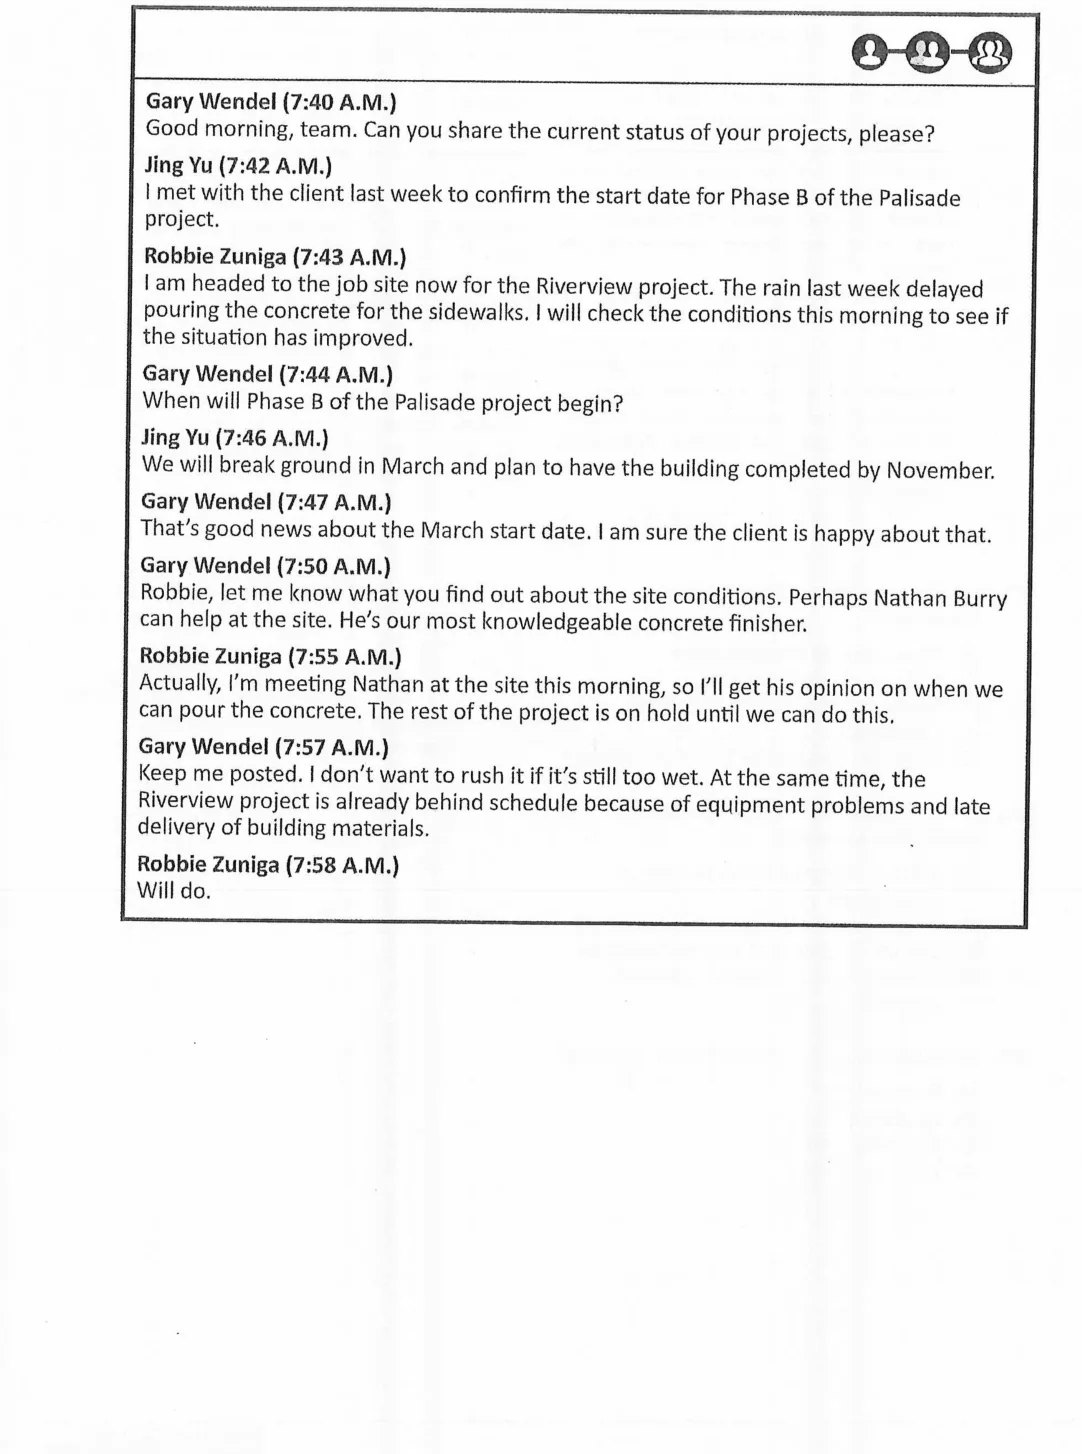 Gary Wendel (7:40 A.M.)
Good morning, team. Can you share the current status of your projects, please?
Jing Yu (7:42 A.M.)
I met with the client last week to confirm the start date for Phase B of the Palisade
project.
Robbie Zuniga (7:43 A.M.)
I am headed to the job site now for the Riverview project. The rain last week delayed
pouring the concrete for the sidewalks. I will check the conditions this morning to see if
the situation has improved.
Gary Wendel (7:44 A.M.)
When will Phase B of the Palisade project begin?
Jing Yu (7:46 A.M.)
We will break ground in March and plan to have the building completed by November.
Gary Wendel (7:47 A.M.)
That's good news about the March start date. I am sure the client is happy about that.
Gary Wendel (7:50 A.M.)
Robbie, let me know what you find out about the site conditions. Perhaps Nathan Burry
can help at the site. He's our most knowledgeable concrete finisher.
Robbie Zuniga (7:55 A.M.)
Actually, I'm meeting Nathan at the site this morning, so I'll get his opinion on when we
can pour the concrete. The rest of the project is on hold until we can do this.
Gary Wendel (7:57 A.M.)
Keep me posted. I don't want to rush it if it's still too wet. At the same time, the
Riverview project is already behind schedule because of equipment problems and late
delivery of building materials.
Robbie Zuniga (7:58 A.M.)
Will do.